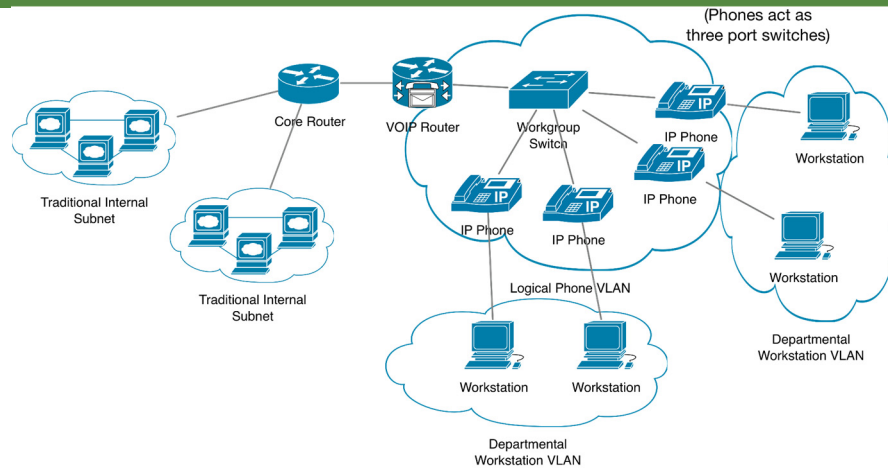 (Phones act as
three port switches)
Core Router
VOIP Router
Workgroup
Switch
IP
IP Phone
Workstation
Traditional Internal
Subnet
IP
IP Phone
IP
IP Phone
IP
IP Phone
Workstation
Traditional Internal
Subnet
Logical Phone VLAN
Departmental
Workstation VLAN
Workstation
Workstation
Departmental
Workstation VLAN